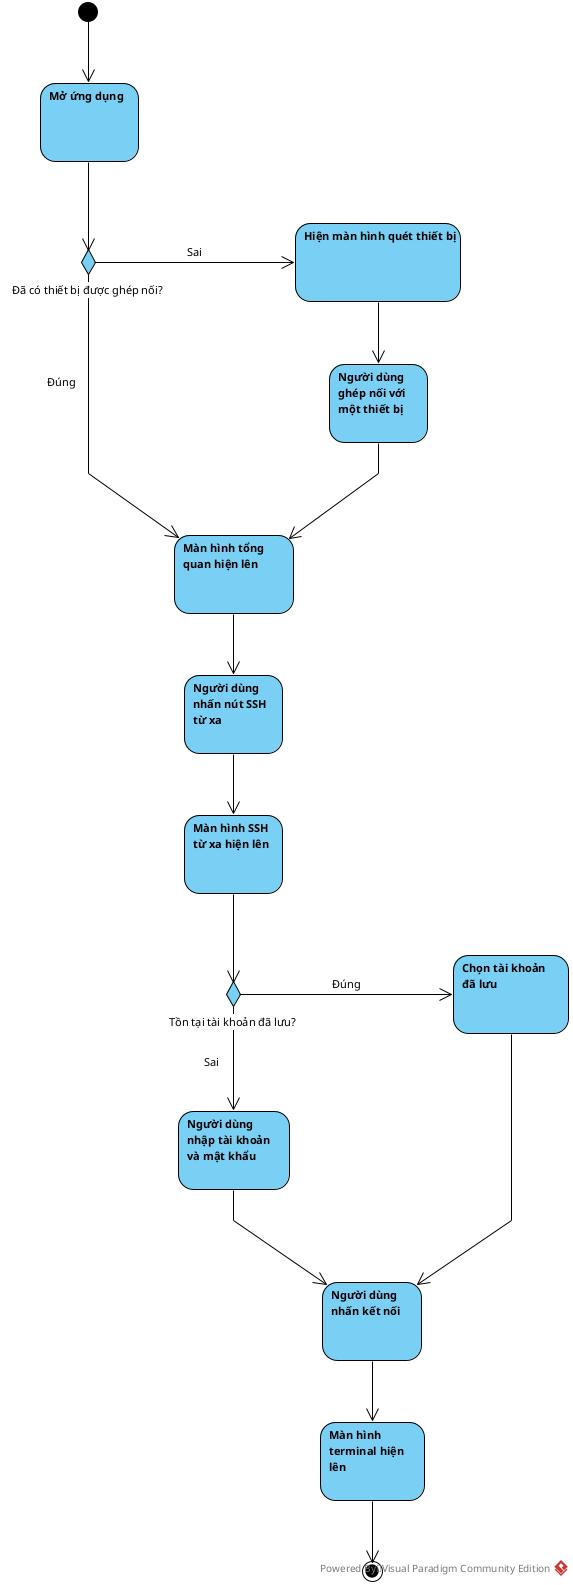 Mở ứng dụng
Sai
Hiện màn hình quét thiết bị
Đã có thiết bị được ghép nối?
Đúng
Người dùng
ghép nối với
một thiết bị
Màn hình tổng
quan hiện lên
Người dùng
nhấn nút SSH
từ xa
Màn hình SSH
từ xa hiện lên
Đúng
Chọn tài khoản
đã lưu
Tồn tại tài khoản đã lưu?
Sai
Người dùng
nhập tài khoản
và mật khẩu
Người dùng
nhấn kết nối
Màn hình
terminal hiện
lên
Powered By Visual Paradigm Community Edition